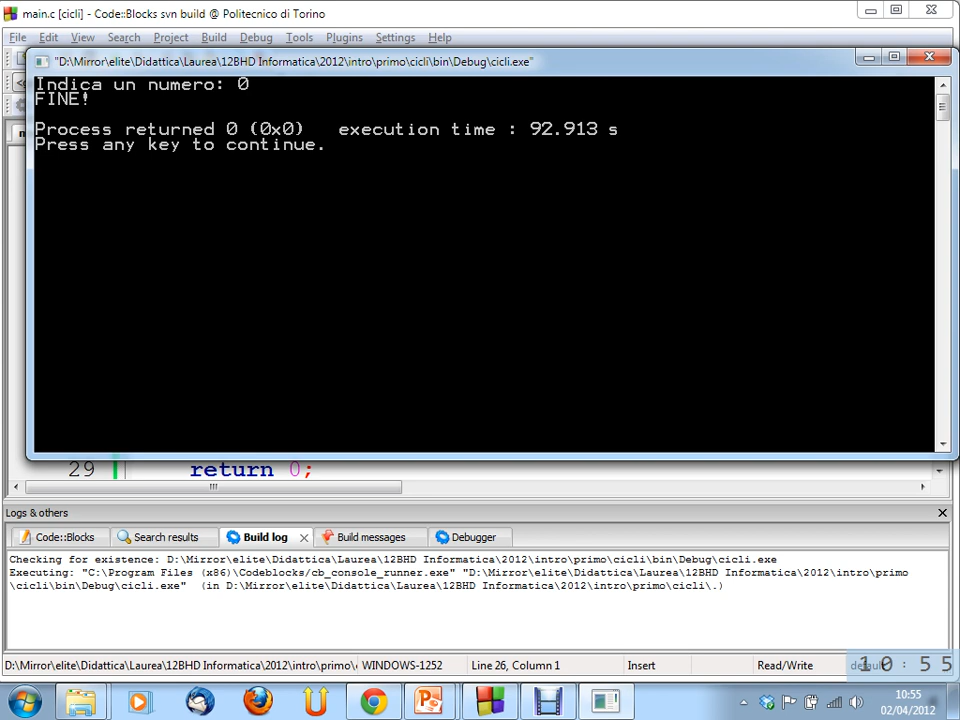 main.c [cicli] - Code::Blocks svn build @ Politecnico di Torino
File Edit View Search Project Build Debug Tools Plugins Settings Help
"D:\Mirror\elite\Didattica\Laurea\12BHD Informatica\2012\intro\primo\cicli\bin\Debug\cicli.exe"
Indica un numero: 0
FINE!
Process returned 0 (0x0) execution time : 92.913 s
Press any key to continue.
29 return 0;
Logs & others
Code::Blocks Search results Build log Build messages Debugger
Checking for existence: D:\Mirror\elite\Didattica\Laurea\12BHD Informatica\2012\intro\primo\cicli\bin\Debug\cicli.exe
Executing: "C:\Program Files (x86)\Codeblocks/cb_console_runner.exe" "D:\Mirror\elite\Didattica\Laurea\12BHD Informatica\2012\intro\primo
\cicli\bin\Debug\cicli.exe" (in D:\Mirror\elite\Didattica\Laurea\12BHD Informatica\2012\intro\primo\cicli\.)
D:\Mirror\elite\Didattica\Laurea\12BHD Informatica\2012\intro\primo\ WINDOWS-1252 Line 26, Column 1 Insert Read/Write
10:55
10:55
02/04/2012